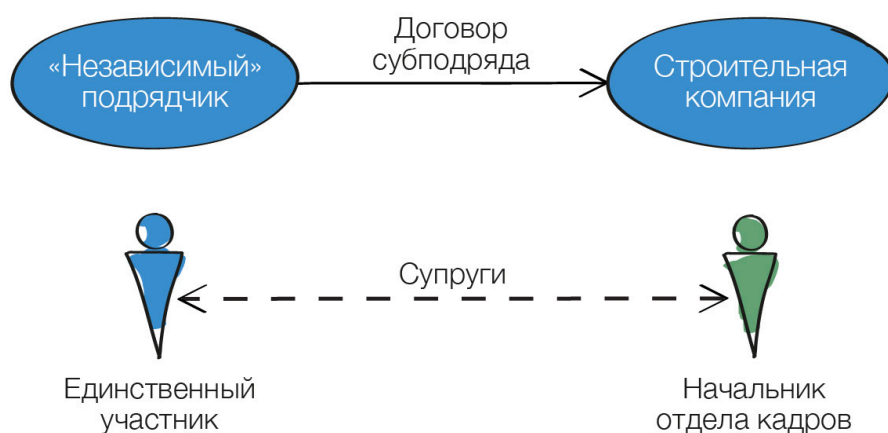 «Независимый»
подрядчик
Договор
субподряда
Строительная
компания
Супруги
Единственный
участник
Начальник
отдела кадров